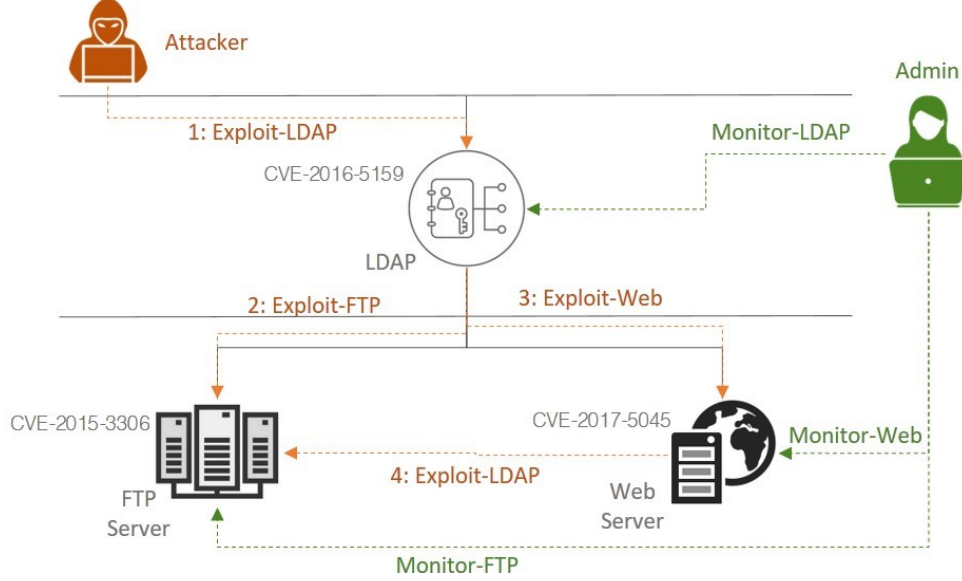 Attacker
Admin
1: Exploit-LDAP
Monitor-LDAP
CVE-2016-5159
LDAP
2: Exploit-FTP
3: Exploit-Web
CVE-2015-3306
CVE-2017-5045
Monitor-Web
4: Exploit-LDAP
FTP
Server
Web
Server
Monitor-FTP